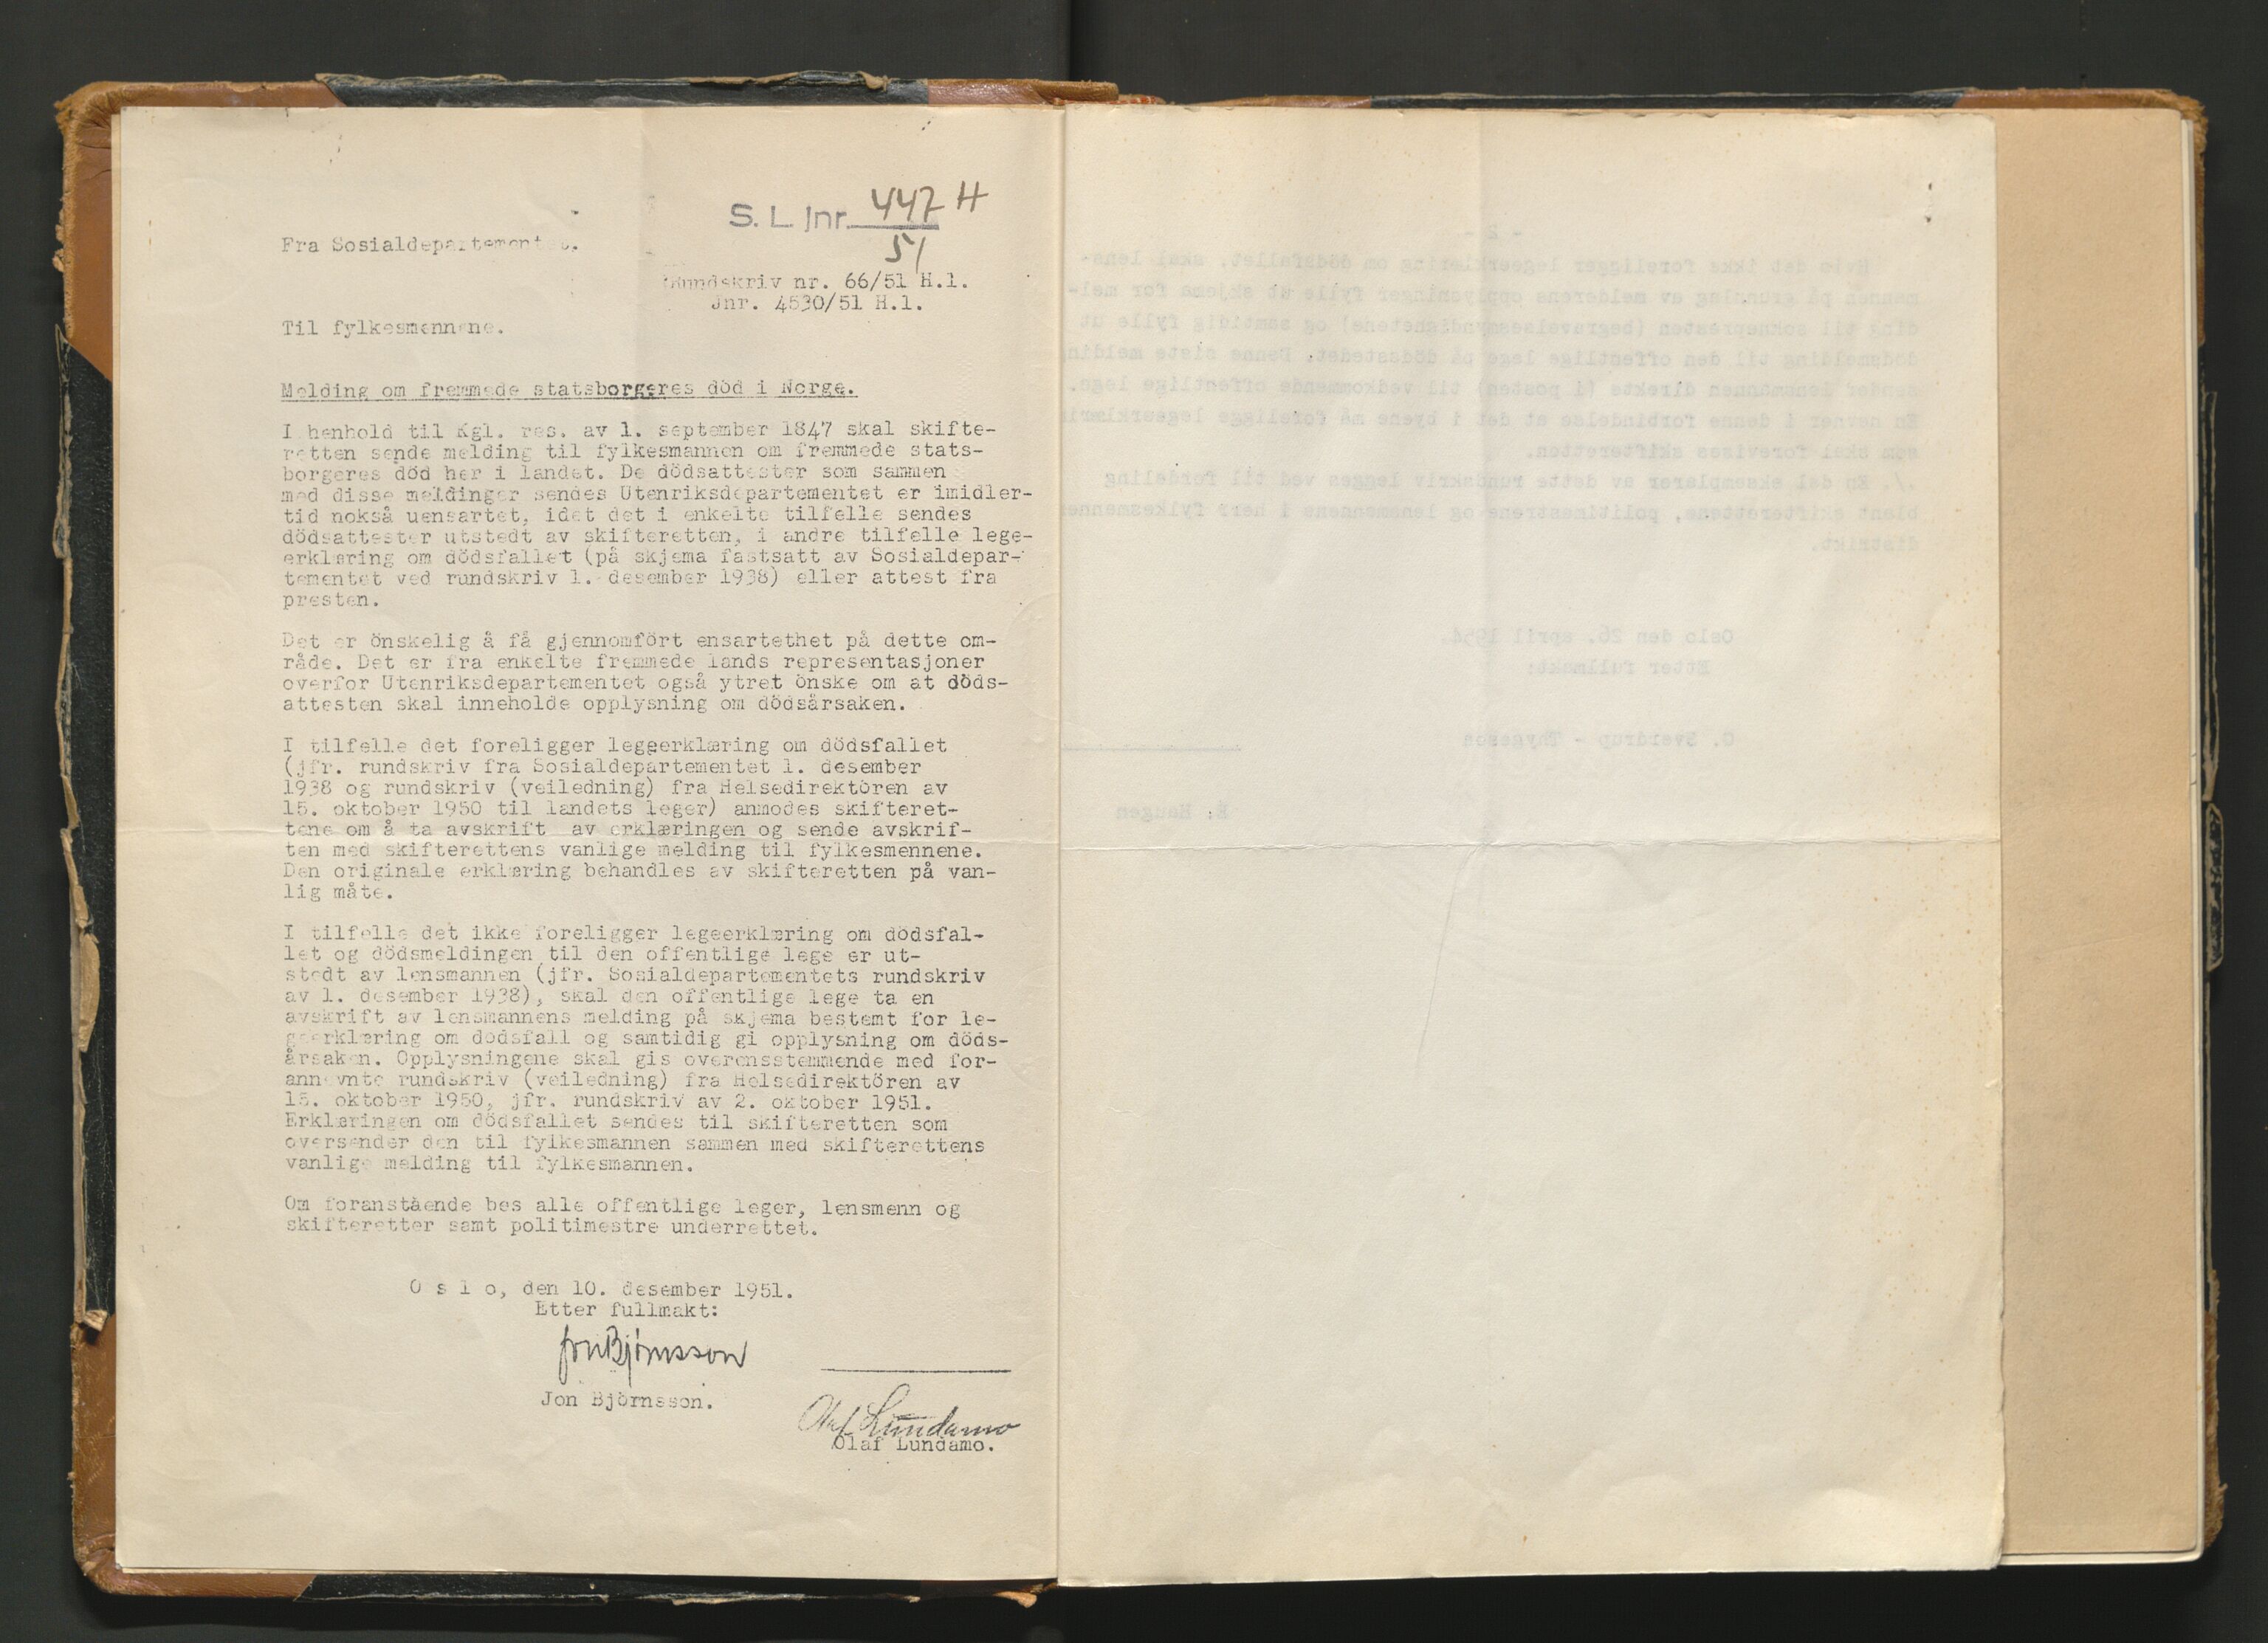 S. L. Jnr. 447 H
51
Fra Sosialdepartementet.
Rundskriv nr. 66/51 H.1.
Jnr. 4530/51 H.1.
Til fylkesmennene.
Melding om fremmede statsborgeres död i Norge.
I henhold til Kgl. res. av 1. september 1847 skal skifte-
retten sende melding til fylkesmannen om fremmede stats-
borgeres död her i landet. De dödsattester som sammen
med disse meldinger sendes Utenriksdepartementet er imidler-
tid nokså uensartet, idet det i enkelte tilfelle sendes
dödsattester utstedt av skifteretten, i andre tilfelle lege-
erklæring om dödsfallet (på skjema fastsatt av Sosialdepar-
tementet ved rundskriv 1. desember 1938) eller attest fra
presten.
Det er önskelig å få gjennomfört ensartethet på dette om-
råde. Det er fra enkelte fremmede lands representasjoner
overfor Utenriksdepartementet også ytret önske om at döds-
attesten skal inneholde opplysning om dödsårsaken.
I tilfelle det foreligger legeerklæring om dödsfallet
(jfr. rundskriv fra Sosialdepartementet 1. desember
1938 og rundskriv (veiledning) fra Helsedirektören av
15. oktober 1950 til landets leger) anmodes skifteret-
tene om å ta avskrift av erklæringen og sende avskrif-
ten med skifterettens vanlige melding til fylkesmennene.
Den originale erklæring behandles av skifteretten på van-
lig måte.
I tilfelle det ikke foreligger legeerklæring om dödsfal-
let og dödsmeldingen til den offentlige lege er ut-
stedt av lensmannen (jfr. Sosialdepartementets rundskriv
av 1. desember 1938), skal den offentlige lege ta en
avskrift av lensmannens melding på skjema bestemt for le-
geerklæring om dödsfall og samtidig gi opplysning om döds-
årsaken. Opplysningene skal gis overensstemmende med for-
annevnte rundskriv (veiledning) fra Helsedirektören av
15. oktober 1950, jfr. rundskriv av 2. oktober 1951.
Erklæringen om dödsfallet sendes til skifteretten som
oversender den til fylkesmannen sammen med skifterettens
vanlige melding til fylkesmannen.
Om foranstående bes alle offentlige leger, lensmenn og
skifteretter samt politimestre underrettet.
O s l o, den 10. desember 1951.
Etter fullmakt:
Jon Bjørnsson
Jon Björnsson.
Olaf Lundamo
Olaf Lundamo.